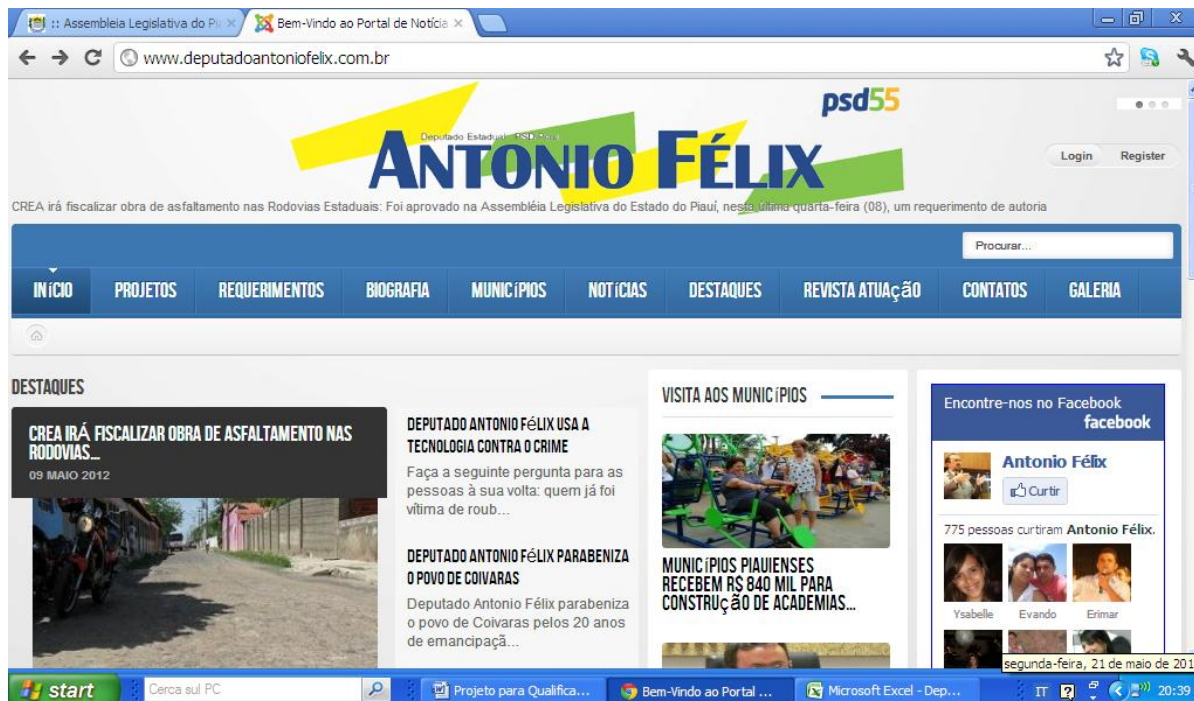 :: Assembleia Legislativa do Pi
Bem-Vindo ao Portal de Notícia
www.deputadoantoniofelix.com.br
psd55
Deputado Estadual
ANTONIO FÉLIX
Login Register
CREA irá fiscalizar obra de asfaltamento nas Rodovias Estaduais: Foi aprovado na Assembléia Legislativa do Estado do Piauí, nesta última quarta-feira (08), um requerimento de autoria
Procurar...
INíCIO PROJETOS REQUERIMENTOS BIOGRAFIA MUNICíPIOS NOTíCIAS DESTAQUES REVISTA ATUAção CONTATOS GALERIA
DESTAQUES
CREA IRÁ FISCALIZAR OBRA DE ASFALTAMENTO NAS
RODOVIAS...
09 MAIO 2012
DEPUTADO ANTONIO FéLIX USA A
TECNOLOGIA CONTRA O CRIME
Faça a seguinte pergunta para as
pessoas à sua volta: quem já foi
vítima de roub...
DEPUTADO ANTONIO FéLIX PARABENIZA
O POVO DE COIVARAS
Deputado Antonio Félix parabeniza
o povo de Coivaras pelos 20 anos
de emancipaçã...
VISITA AOS MUNICíPIOS
MUNICíPIOS PIAUIENSES
RECEBEM R$ 840 MIL PARA
CONSTRUção DE ACADEMIAS...
Encontre-nos no Facebook
facebook
Antonio Félix
Curtir
775 pessoas curtiram Antonio Félix.
Ysabelle Evando Erimar
segunda-feira, 21 de maio de 201
start
Cerca sul PC
Projeto para Qualifica...
Bem-Vindo ao Portal ...
Microsoft Excel - Dep...
IT
20:39